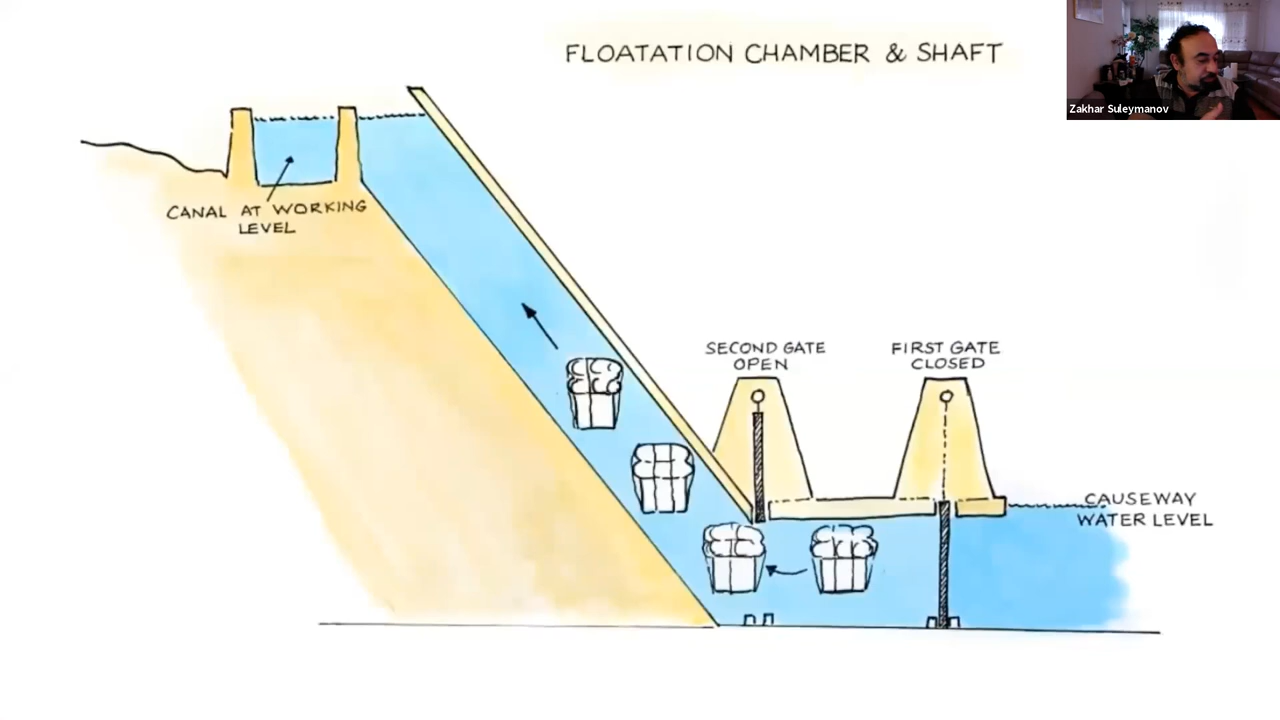 FLOATATION CHAMBER & SHAFT
Zakhar Suleymanov
CANAL AT WORKING
LEVEL
SECOND GATE
OPEN
FIRST GATE
CLOSED
CAUSEWAY
WATER LEVEL